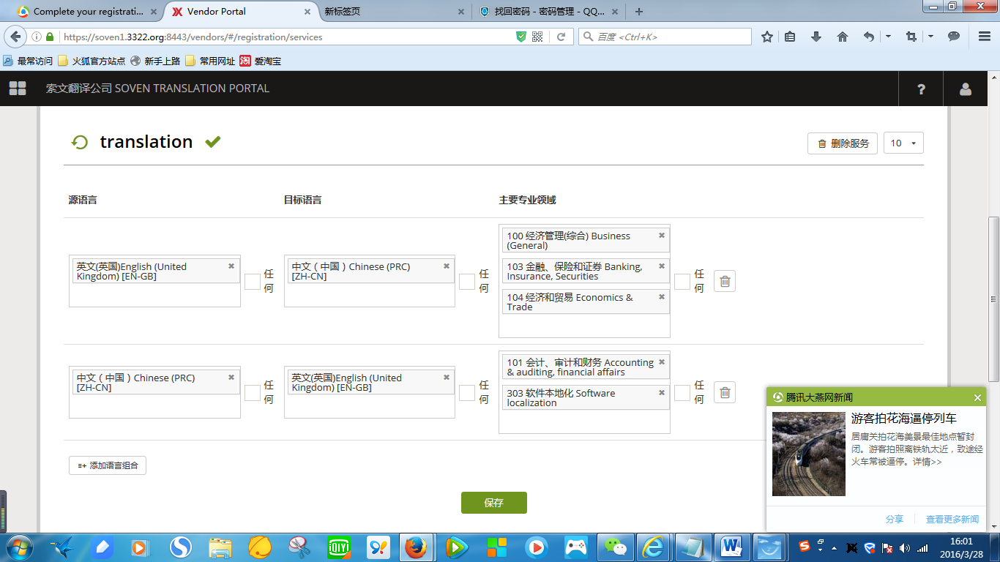 Complete your registrati...
Vendor Portal
新标签页
找回密码 - 密码管理 - QQ...
https://soven1.3322.org:8443/vendors/#/registration/services
百度 <Ctrl+K>
最常访问
火狐官方站点
新手上路
常用网址
淘
爱淘宝
索文翻译公司 SOVEN TRANSLATION PORTAL
?
translation
删除服务
10
源语言
目标语言
主要专业领域
英文(英国)English (United
Kingdom) [EN-GB]
任
何
中文（中国）Chinese (PRC)
[ZH-CN]
任
何
100 经济管理(综合) Business
(General)
103 金融、保险和证券 Banking,
Insurance, Securities
104 经济和贸易 Economics &
Trade
任
何
中文（中国）Chinese (PRC)
[ZH-CN]
任
何
英文(英国)English (United
Kingdom) [EN-GB]
任
何
101 会计、审计和财务 Accounting
& auditing, financial affairs
303 软件本地化 Software
localization
任
何
添加语言组合
保存
腾讯大燕网新闻
游客拍花海逼停列车
居庸关拍花海美景最佳地点暂封
闭。游客拍照离铁轨太近，致途经
火车常被逼停。详情>>
分享
查看更多新闻
iQIYI
16:01
2016/3/28